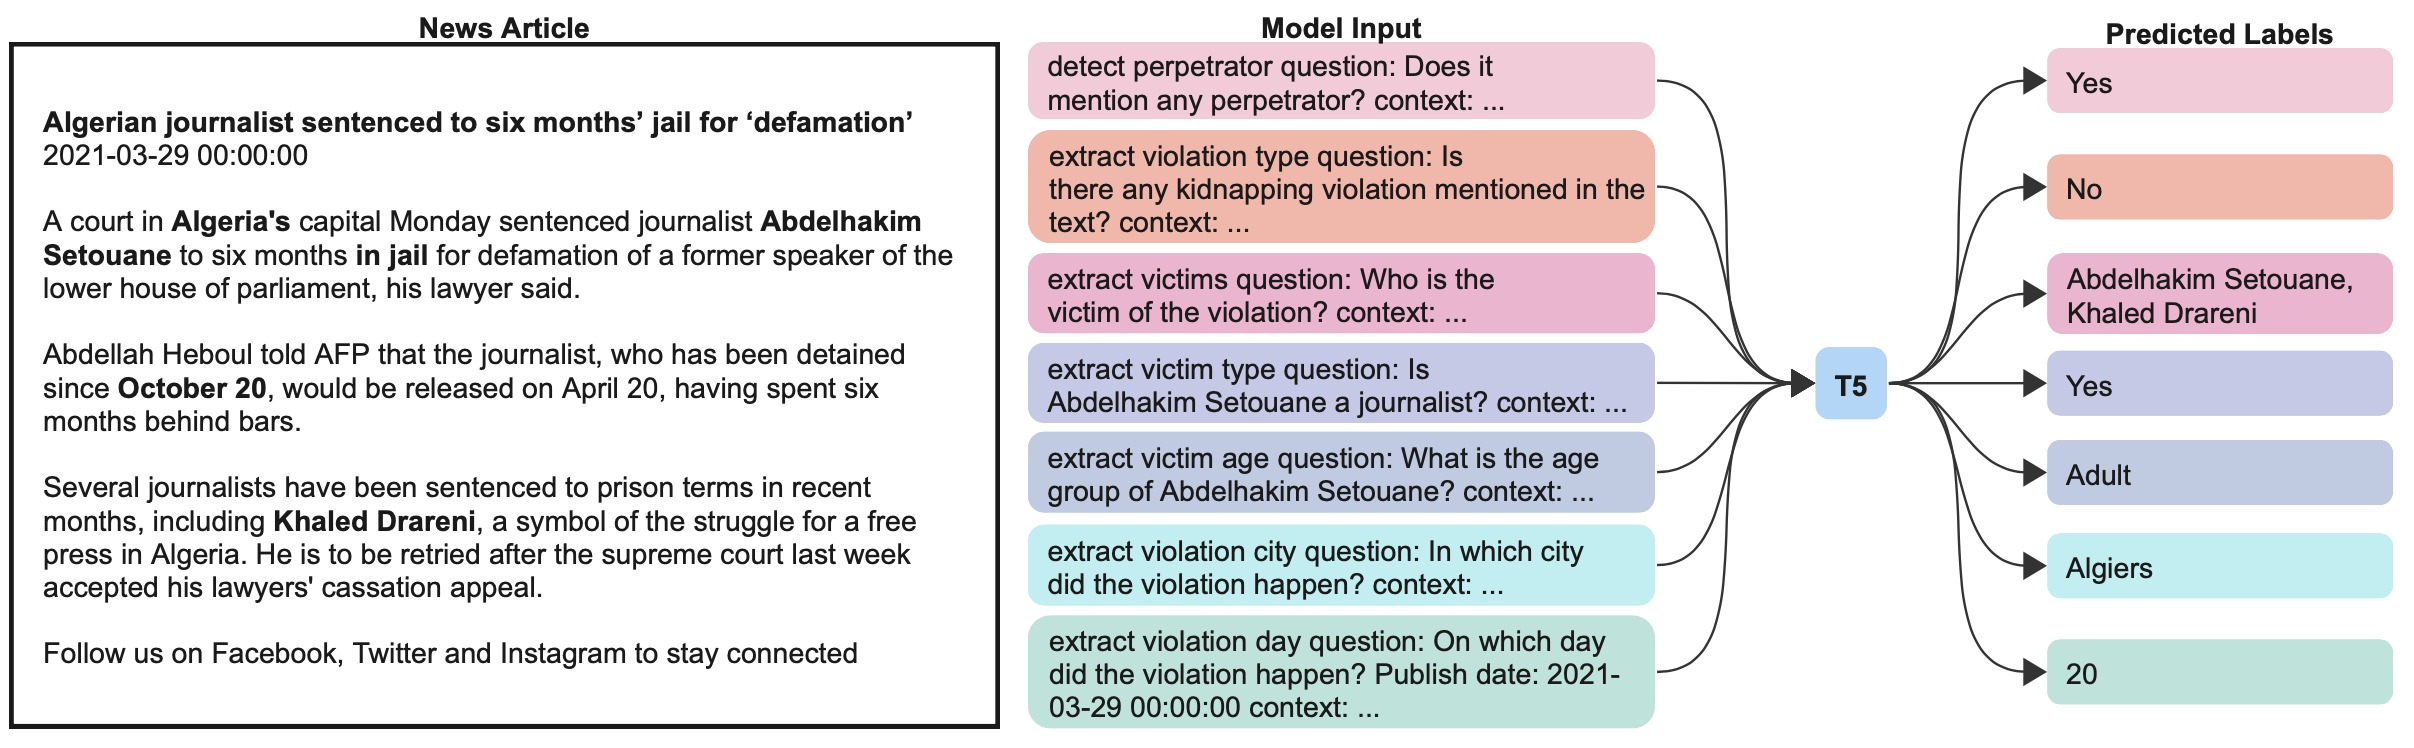 News Article
Algerian journalist sentenced to six months’ jail for ‘defamation’
2021-03-29 00:00:00
A court in Algeria's capital Monday sentenced journalist Abdelhakim
Setouane to six months in jail for defamation of a former speaker of the
lower house of parliament, his lawyer said.
Abdellah Heboul told AFP that the journalist, who has been detained
since October 20, would be released on April 20, having spent six
months behind bars.
Several journalists have been sentenced to prison terms in recent
months, including Khaled Drareni, a symbol of the struggle for a free
press in Algeria. He is to be retried after the supreme court last week
accepted his lawyers' cassation appeal.
Follow us on Facebook, Twitter and Instagram to stay connected
Model Input
detect perpetrator question: Does it
mention any perpetrator? context: ...
extract violation type question: Is
there any kidnapping violation mentioned in the
text? context: ...
extract victims question: Who is the
victim of the violation? context: ...
extract victim type question: Is
Abdelhakim Setouane a journalist? context: ...
extract victim age question: What is the age
group of Abdelhakim Setouane? context: ...
extract violation city question: In which city
did the violation happen? context: ...
extract violation day question: On which day
did the violation happen? Publish date: 2021-
03-29 00:00:00 context: ...
T5
Predicted Labels
Yes
No
Abdelhakim Setouane,
Khaled Drareni
Yes
Adult
Algiers
20